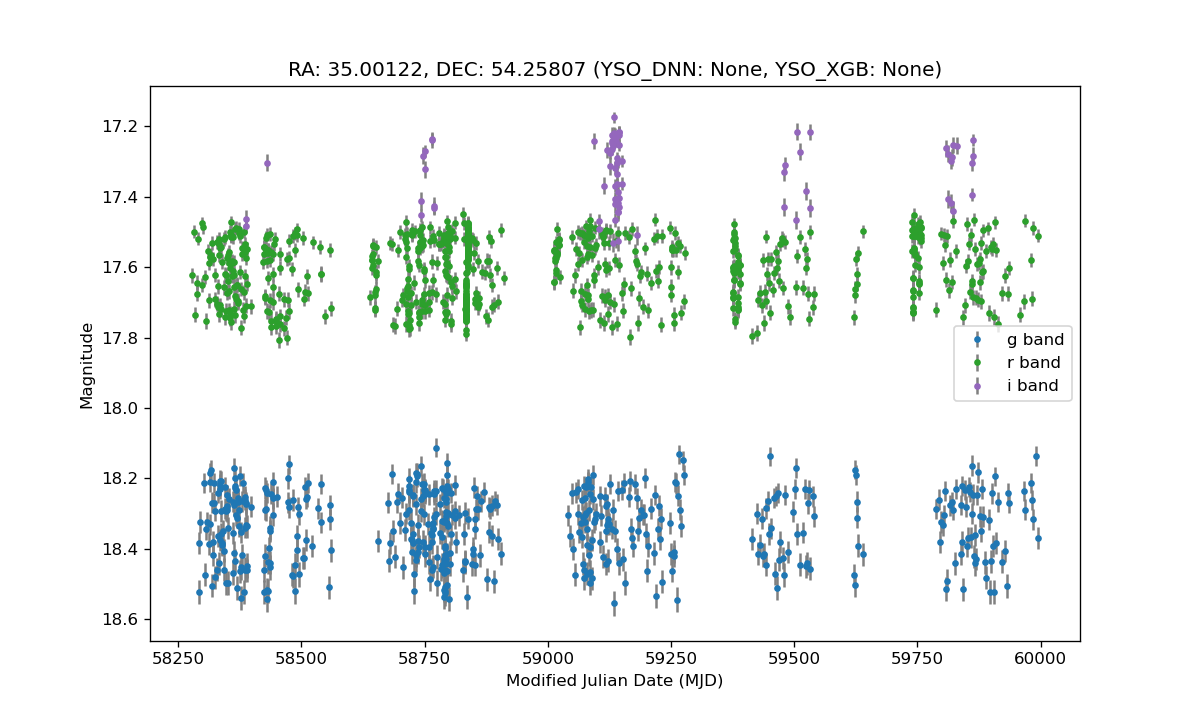 RA: 35.00122, DEC: 54.25807 (YSO_DNN: None, YSO_XGB: None)
17.2
17.4
17.6
17.8
18.0
18.2
18.4
18.6
Magnitude
g band
r band
i band
58250
58500
58750
59000
59250
59500
59750
60000
Modified Julian Date (MJD)